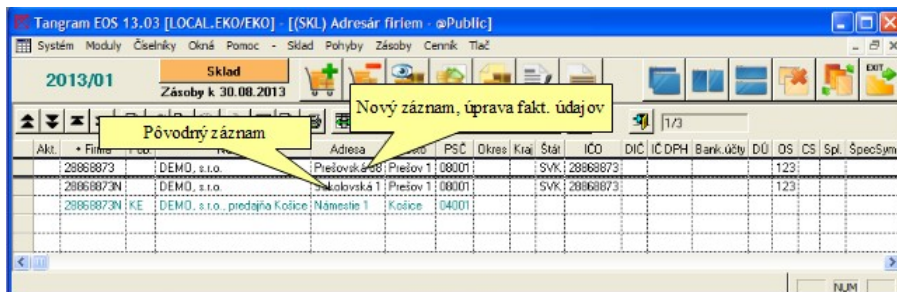 Tangram EOS 13.03 [LOCAL.EKO/EKO] - [(SKL) Adresár firiem - @Public]
Systém Moduly Číselníky Okná Pomoc - Sklad Pohyby Zásoby Cenník Tlač
2013/01
Sklad
Zásoby k 30.08.2013
EXIT
Nový záznam, úprava fakt. údajov
Pôvodný záznam
1/3
Akt. Firma Adresa PSČ Okres Kraj Štát IČO DIČ IČ DPH Bank.účty DÚ OS CS Spl. ŠpecSym
28868873 DEMO, s.r.o. Prešovská 68 Prešov 1 08001 SVK 28868873 123
28868873N DEMO, s.r.o. Sokolovská 1 Prešov 1 08001 SVK 28868873 123
28868873N KE DEMO, s.r.o., predajňa Košice Námestie 1 Košice 04001
NUM